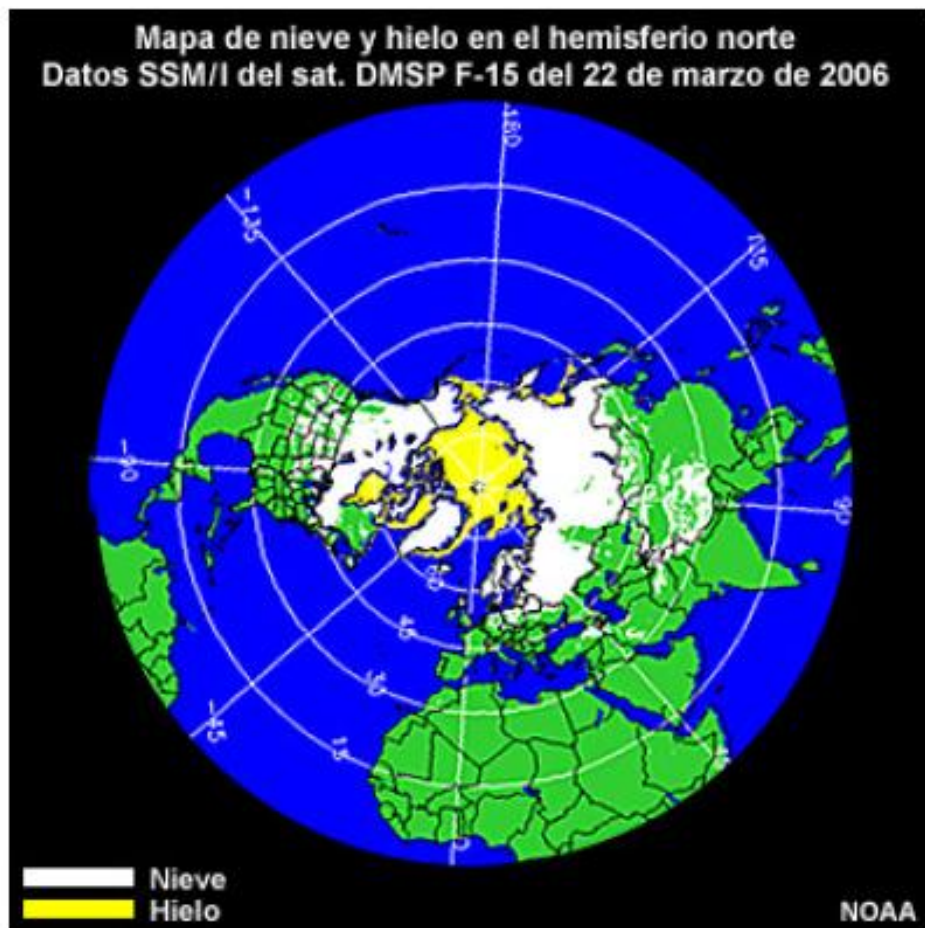 Mapa de nieve y hielo en el hemisferio norte
Datos SSM/I del sat. DMSP F-15 del 22 de marzo de 2006
-180
-135
-90
90
60
45
30
-45
15
0
Nieve
Hielo
NOAA